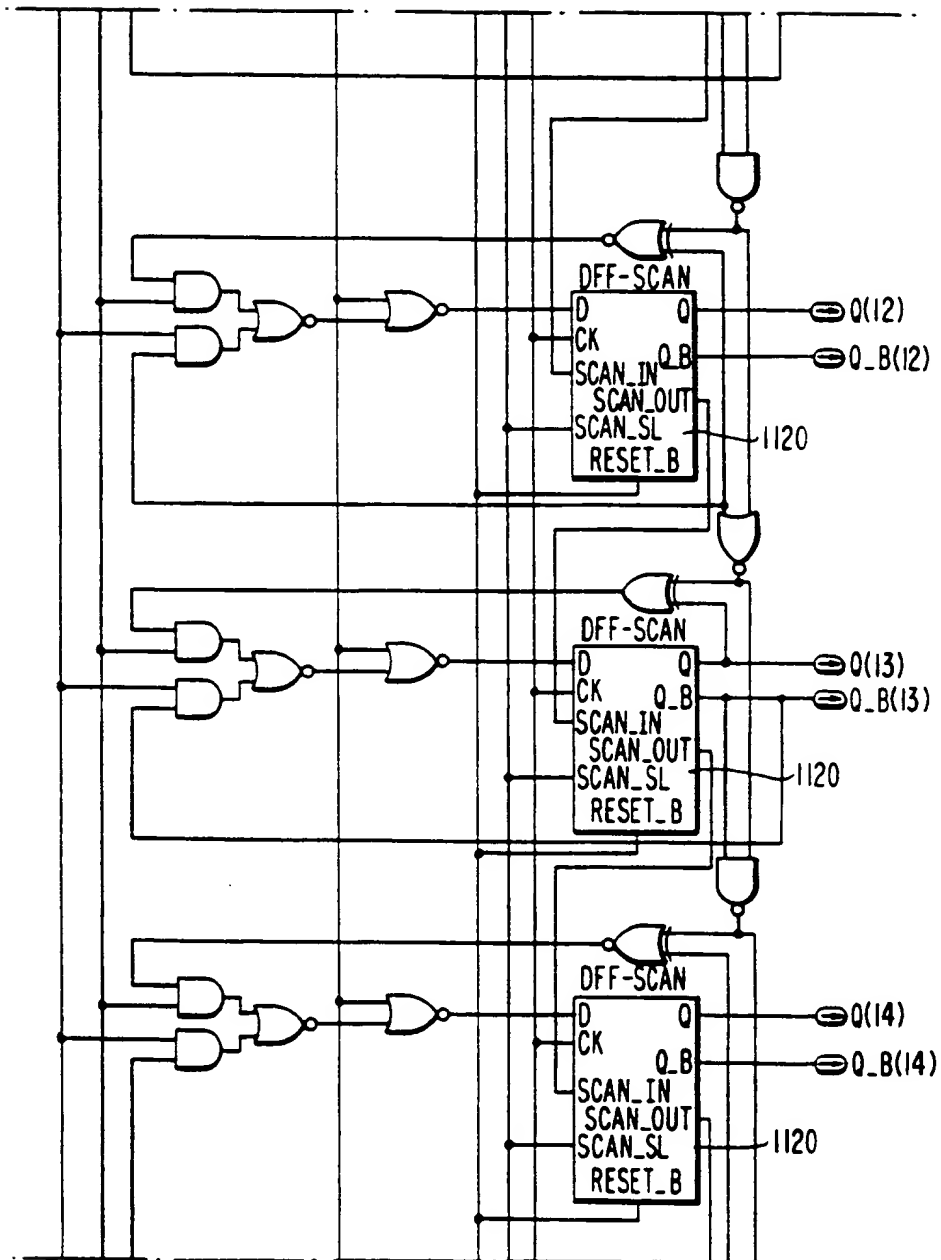 DFF-SCAN
D Q
CK
Q_B
SCAN_IN
SCAN_OUT
SCAN_SL
RESET_B
Q(12)
Q_B(12)
1120
DFF-SCAN
D Q
CK
Q_B
SCAN_IN
SCAN_OUT
SCAN_SL
RESET_B
Q(13)
Q_B(13)
1120
DFF-SCAN
D Q
CK
Q_B
SCAN_IN
SCAN_OUT
SCAN_SL
RESET_B
Q(14)
Q_B(14)
1120